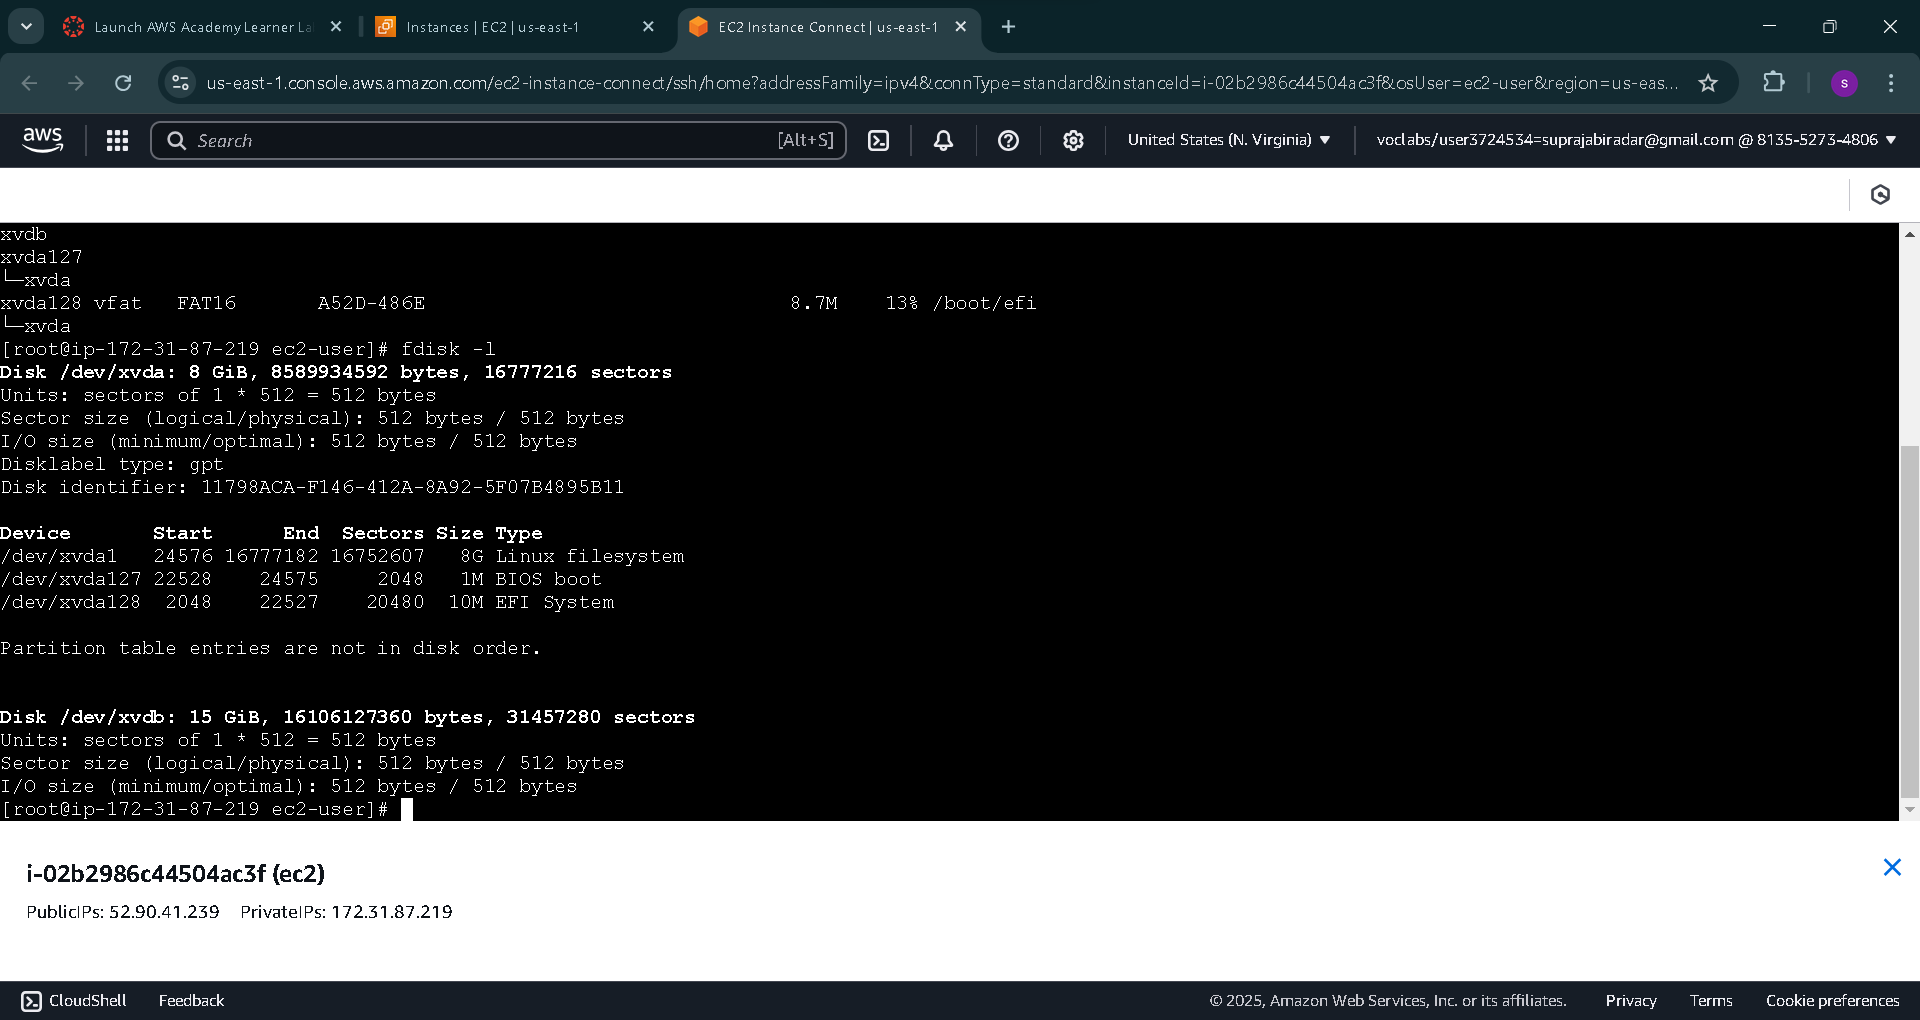 Launch AWS Academy Learner La
Instances | EC2 | us-east-1
EC2 Instance Connect | us-east-1
us-east-1.console.aws.amazon.com/ec2-instance-connect/ssh/home?addressFamily=ipv4&connType=standard&instanceId=i-02b2986c44504ac3f&osUser=ec2-user&region=us-eas...
S
aws
Search
[Alt+S]
United States (N. Virginia)
voclabs/user3724534=suprajabiradar@gmail.com @ 8135-5273-4806
xvdb
xvda127
└─xvda
xvda128 vfat   FAT16       A52D-486E                               8.7M    13% /boot/efi
└─xvda
[root@ip-172-31-87-219 ec2-user]# fdisk -l
Disk /dev/xvda: 8 GiB, 8589934592 bytes, 16777216 sectors
Units: sectors of 1 * 512 = 512 bytes
Sector size (logical/physical): 512 bytes / 512 bytes
I/O size (minimum/optimal): 512 bytes / 512 bytes
Disklabel type: gpt
Disk identifier: 11798ACA-F146-412A-8A92-5F07B4895B11
Device       Start      End  Sectors Size Type
/dev/xvda1   24576 16777182 16752607   8G Linux filesystem
/dev/xvda127 22528    24575     2048   1M BIOS boot
/dev/xvda128  2048    22527    20480  10M EFI System
Partition table entries are not in disk order.
Disk /dev/xvdb: 15 GiB, 16106127360 bytes, 31457280 sectors
Units: sectors of 1 * 512 = 512 bytes
Sector size (logical/physical): 512 bytes / 512 bytes
I/O size (minimum/optimal): 512 bytes / 512 bytes
[root@ip-172-31-87-219 ec2-user]#
i-02b2986c44504ac3f (ec2)
PublicIPs: 52.90.41.239    PrivateIPs: 172.31.87.219
CloudShell
Feedback
© 2025, Amazon Web Services, Inc. or its affiliates.
Privacy
Terms
Cookie preferences